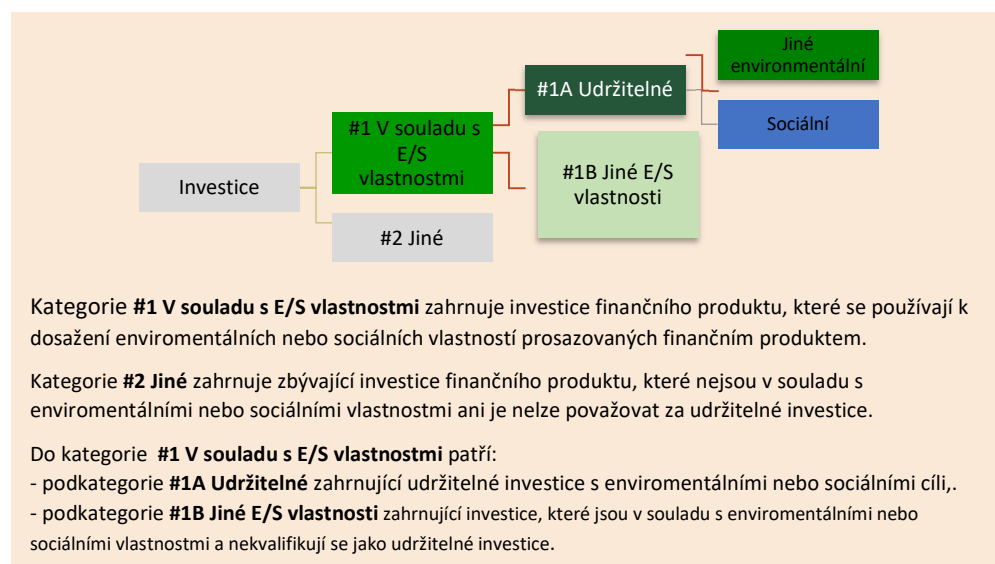 Jiné
environmentální
#1A Udržitelné
Sociální
#1 V souladu s
E/S
vlastnostmi
#1B Jiné E/S
vlastnosti
Investice
#2 Jiné
Kategorie #1 V souladu s E/S vlastnostmi zahrnuje investice finančního produktu, které se používají k
dosažení enviromentálních nebo sociálních vlastností prosazovaných finančním produktem.
Kategorie #2 Jiné zahrnuje zbývající investice finančního produktu, které nejsou v souladu s
enviromentálními nebo sociálními vlastnostmi ani je nelze považovat za udržitelné investice.
Do kategorie #1 V souladu s E/S vlastnostmi patří:
- podkategorie #1A Udržitelné zahrnující udržitelné investice s enviromentálními nebo sociálními cíli,.
- podkategorie #1B Jiné E/S vlastnosti zahrnující investice, které jsou v souladu s enviromentálními nebo
sociálními vlastnostmi a nekvalifikují se jako udržitelné investice.